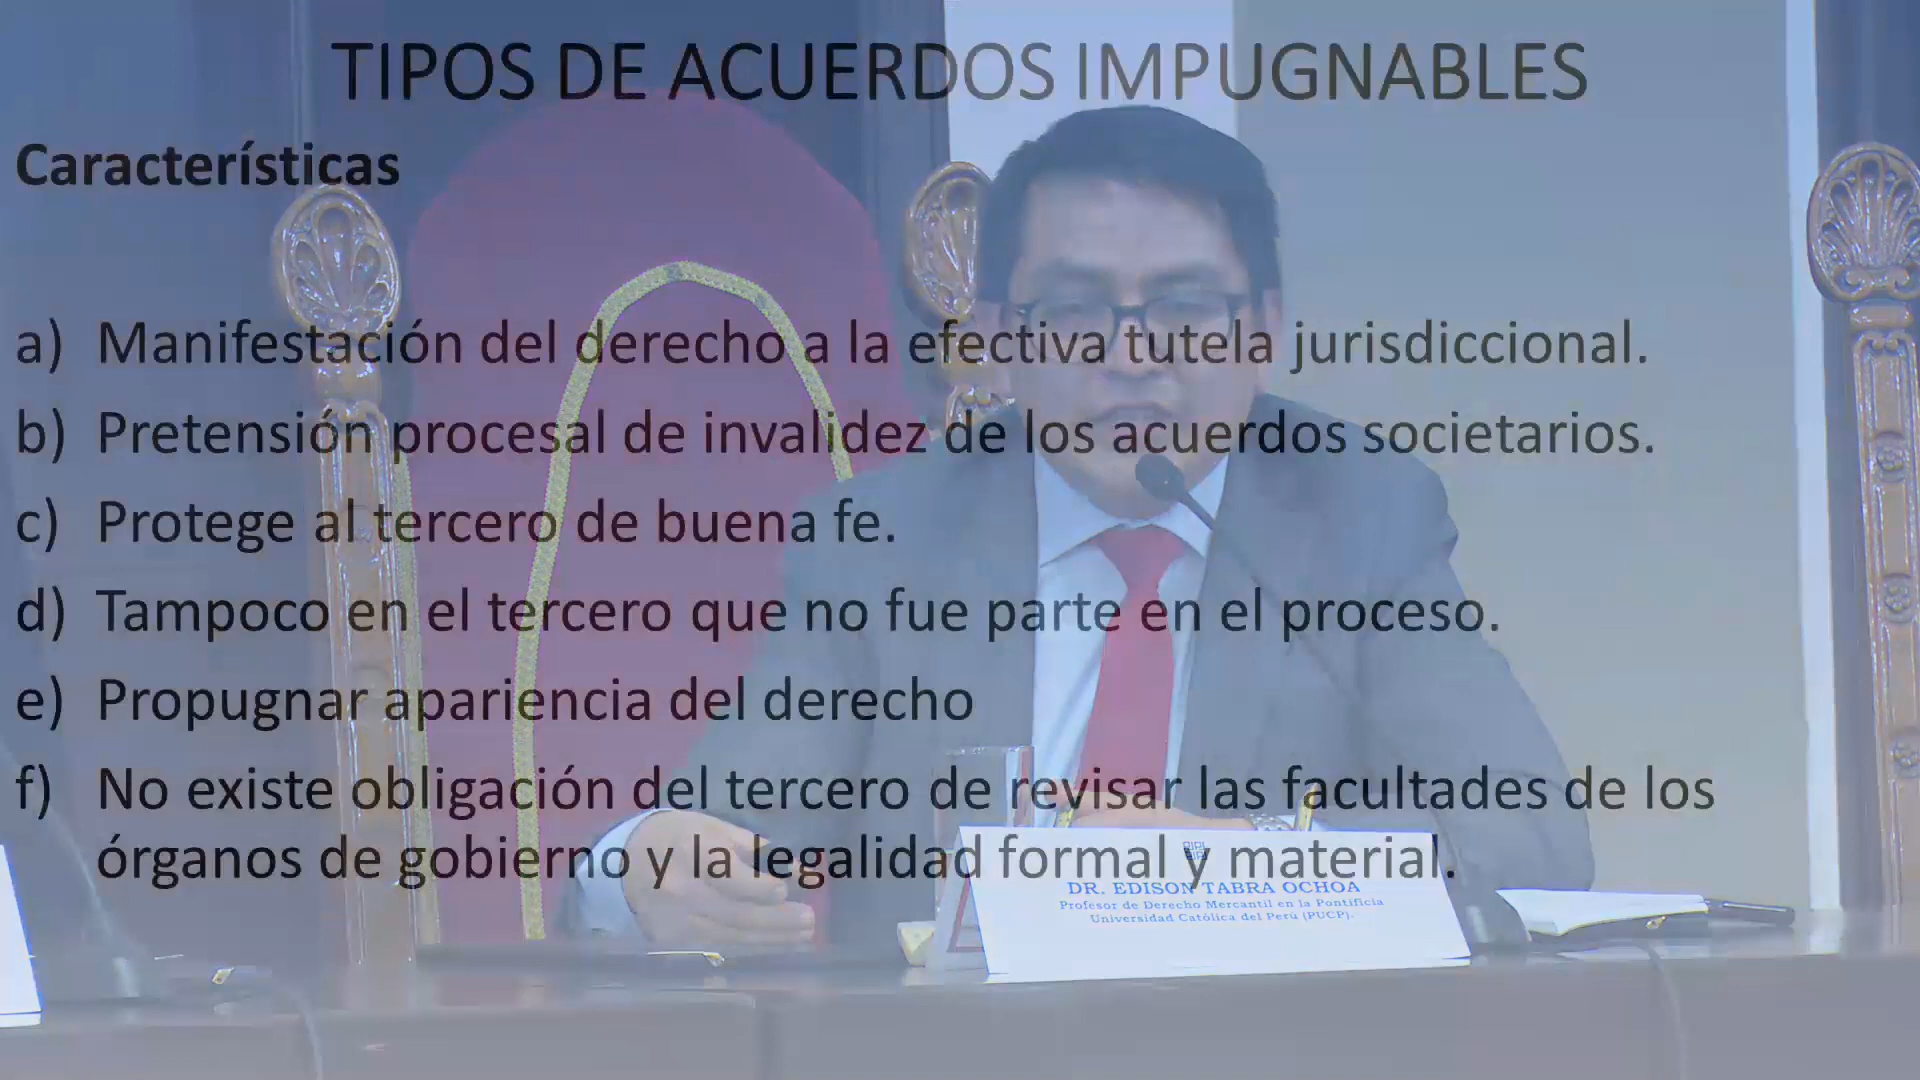 TIPOS DE ACUERDOS IMPUGNABLES
Características
a) Manifestación del derecho a la efectiva tutela jurisdiccional.
b) Pretensión procesal de invalidez de los acuerdos societarios.
c) Protege al tercero de buena fe.
d) Tampoco en el tercero que no fue parte en el proceso.
e) Propugnar apariencia del derecho
f) No existe obligación del tercero de revisar las facultades de los
órganos de gobierno y la legalidad formal y material.
DR. EDISON TABRA OCHOA
Profesor de Derecho Mercantil en la Pontificia
Universidad Católica del Perú (PUCP).